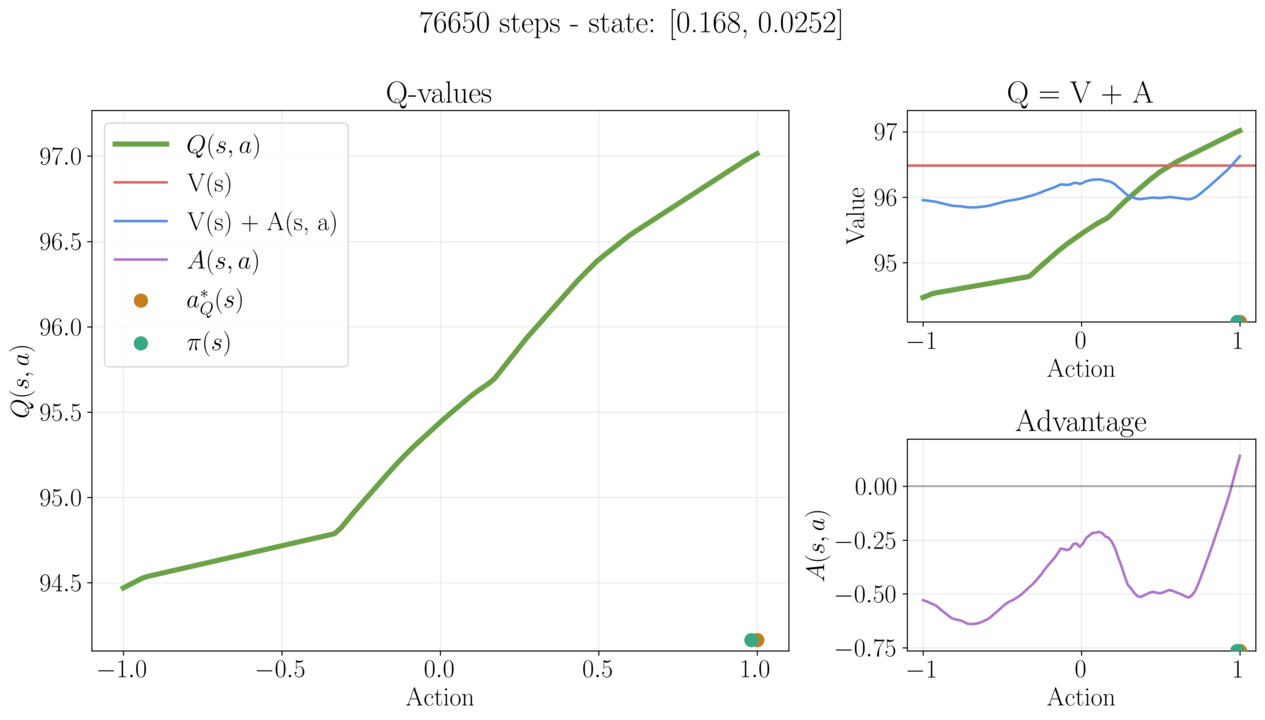 76650 steps - state: [0.168, 0.0252]
Q-values
Q(s, a)
V(s)
V(s) + A(s, a)
A(s, a)
a*Q(s)
π(s)
97.0
96.5
96.0
95.5
95.0
94.5
Q(s, a)
−1.0
−0.5
0.0
0.5
1.0
Action
Q = V + A
97
96
95
Value
−1
0
1
Action
Advantage
0.00
−0.25
−0.50
−0.75
A(s, a)
−1
0
1
Action